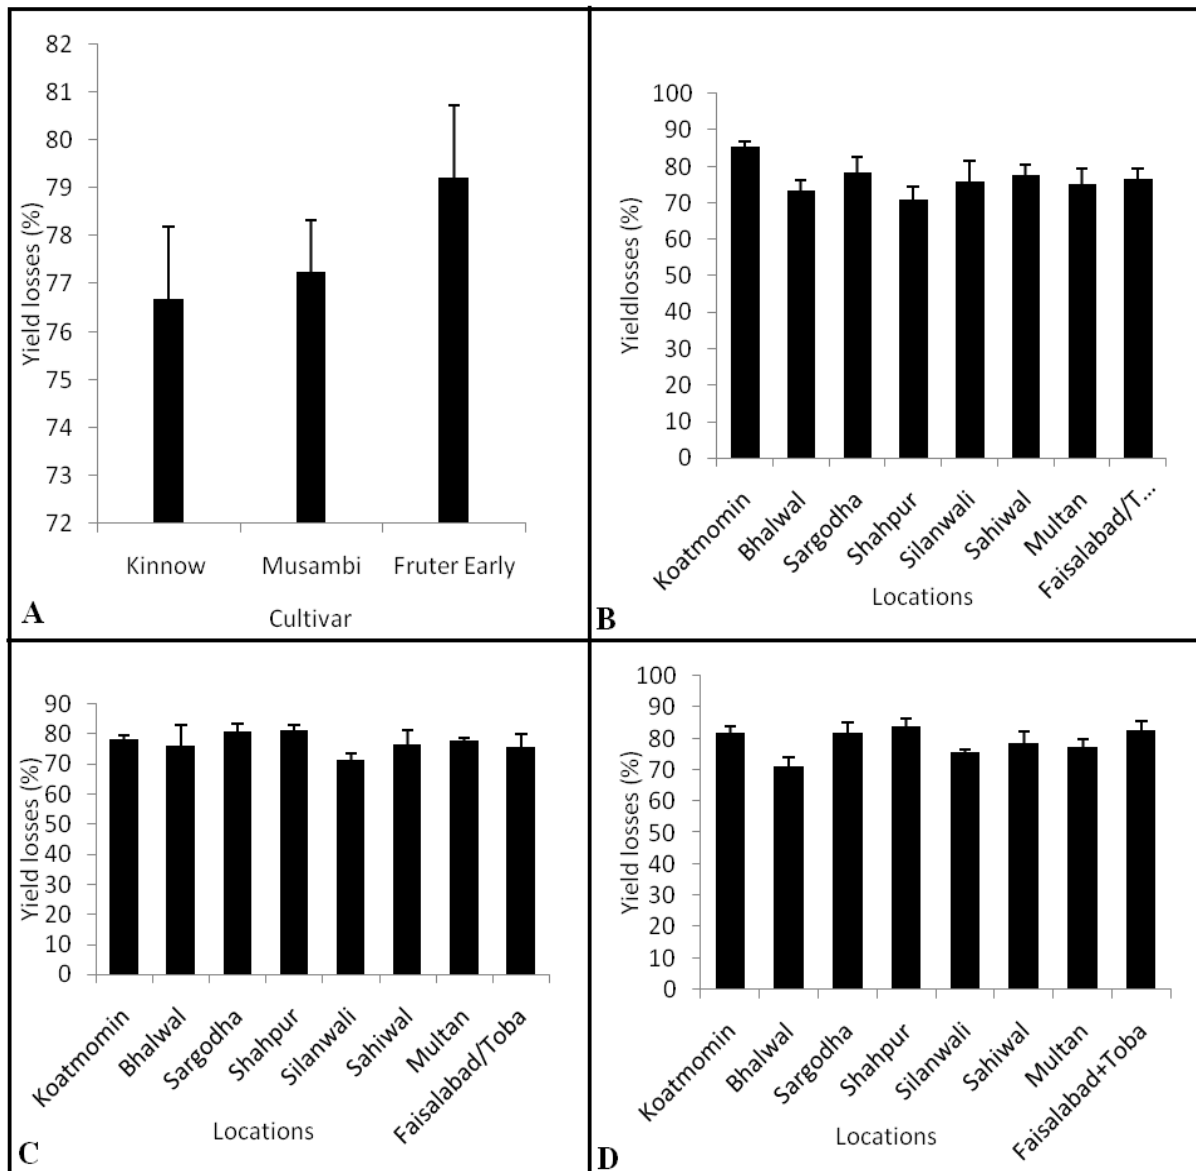 82
81
80
79
78
77
76
75
74
73
72
Yield losses (%)
Kinnow Musambi Fruter Early
Cultivar
A
100
90
80
70
60
50
40
30
20
10
0
Yieldlosses (%)
Koatmomin
Bhalwal
Sargodha
Shahpur
Silanwali
Sahiwal
Multan
Faisalabad/T...
Locations
B
90
80
70
60
50
40
30
20
10
0
Yield losses (%)
Koatmomin
Bhalwal
Sargodha
Shahpur
Silanwali
Sahiwal
Multan
Faisalabad/Toba
Locations
C
100
90
80
70
60
50
40
30
20
10
0
Yield losses (%)
Koatmomin
Bhalwal
Sargodha
Shahpur
Silanwali
Sahiwal
Multan
Faisalabad+Toba
Locations
D